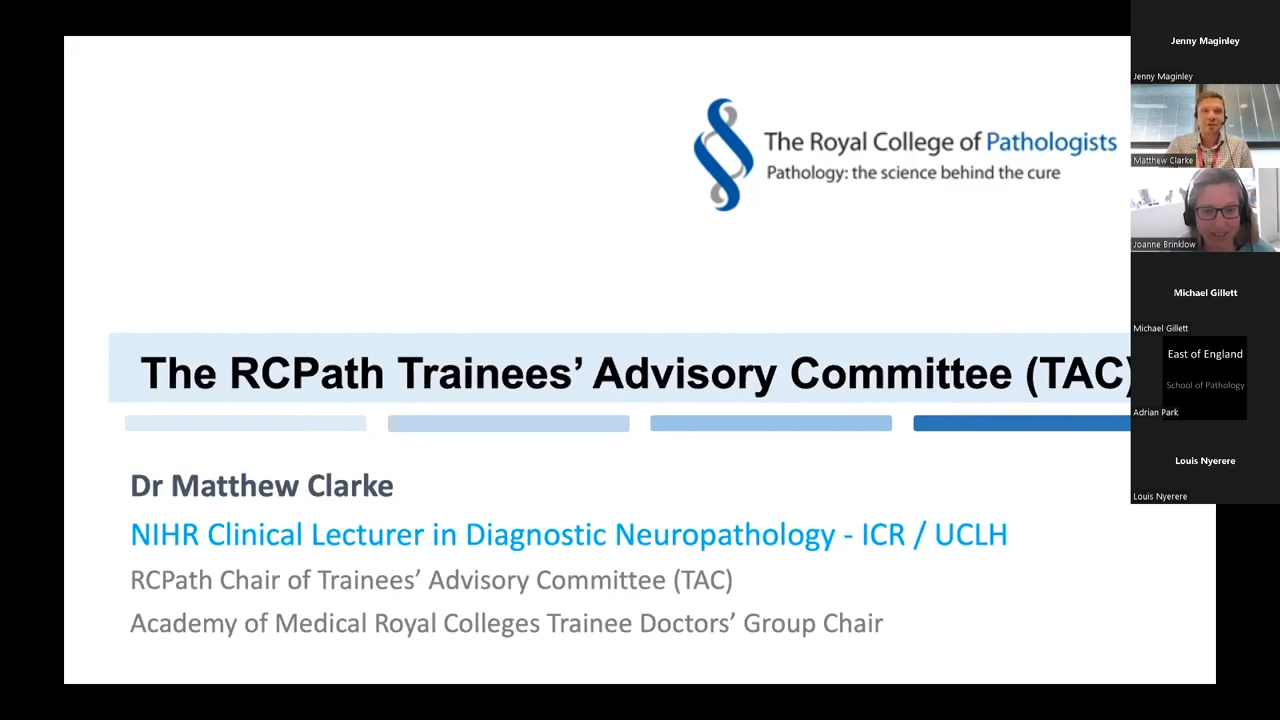 The Royal College of Pathologists
Pathology: the science behind the cure
The RCPath Trainees' Advisory Committee (TAC)
Dr Matthew Clarke
NIHR Clinical Lecturer in Diagnostic Neuropathology - ICR / UCLH
RCPath Chair of Trainees' Advisory Committee (TAC)
Academy of Medical Royal Colleges Trainee Doctors' Group Chair
Jenny Maginley
Jenny Maginley
Matthew Clarke
Joanne Brinklow
Michael Gillett
Michael Gillett
East of England
School of Pathology
Adrian Park
Louis Nyerere
Louis Nyerere